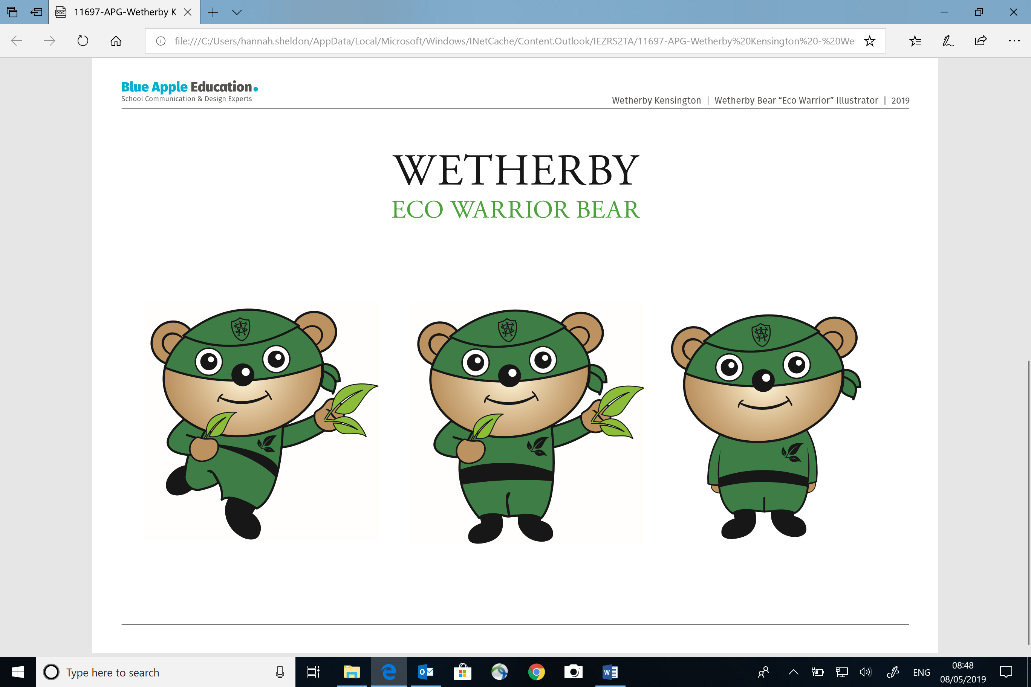 11697-APG-Wetherby K
file:///C:/Users/hannah.sheldon/AppData/Local/Microsoft/Windows/INetCache/Content.Outlook/IEZRS2TA/11697-APG-Wetherby%20Kensington%20-%20We
Blue Apple Education.
School Communication & Design Experts
Wetherby Kensington | Wetherby Bear “Eco Warrior” Illustrator | 2019
WETHERBY
ECO WARRIOR BEAR
Type here to search
ENG
08:48
08/05/2019